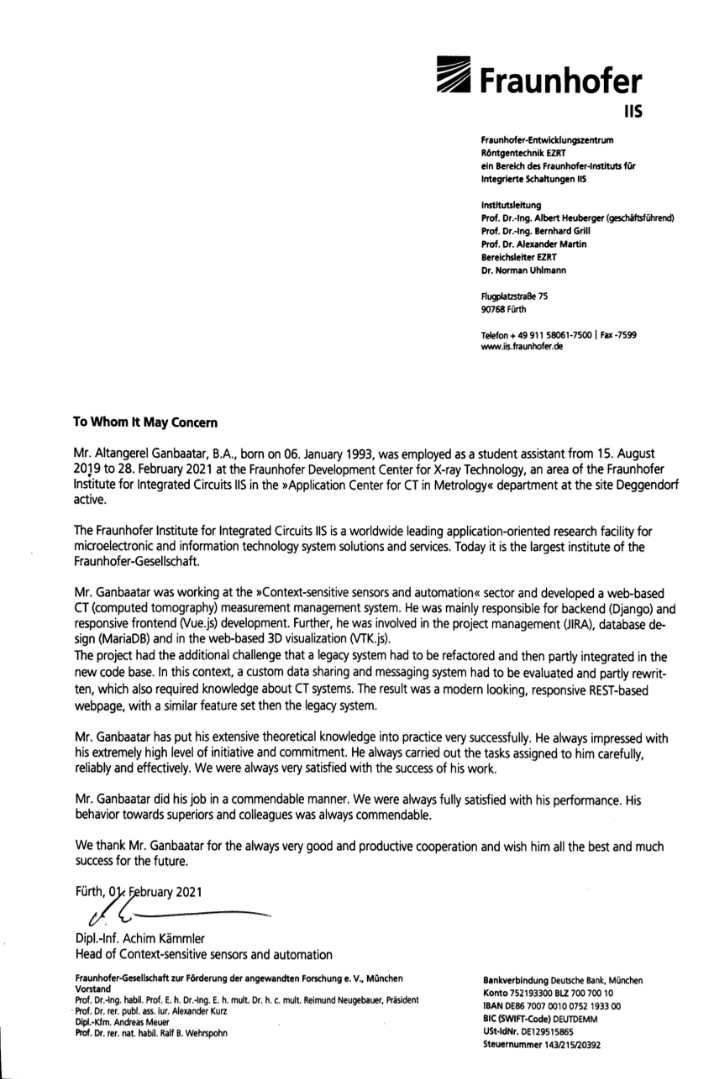 Fraunhofer
IIS
Fraunhofer-Entwicklungszentrum
Röntgentechnik EZRT
ein Bereich des Fraunhofer-Instituts für
Integrierte Schaltungen IIS
Institutsleitung
Prof. Dr.-Ing. Albert Heuberger (geschäftsführend)
Prof. Dr.-Ing. Bernhard Grill
Prof. Dr. Alexander Martin
Bereichsleiter EZRT
Dr. Norman Uhlmann
Flugplatzstraße 75
90768 Fürth
Telefon + 49 911 58061-7500 | Fax -7599
www.iis.fraunhofer.de
To Whom It May Concern
Mr. Altangerel Ganbaatar, B.A., born on 06. January 1993, was employed as a student assistant from 15. August
2019 to 28. February 2021 at the Fraunhofer Development Center for X-ray Technology, an area of the Fraunhofer
Institute for Integrated Circuits IIS in the »Application Center for CT in Metrology« department at the site Deggendorf
active.
The Fraunhofer Institute for Integrated Circuits IIS is a worldwide leading application-oriented research facility for
microelectronic and information technology system solutions and services. Today it is the largest institute of the
Fraunhofer-Gesellschaft.
Mr. Ganbaatar was working at the »Context-sensitive sensors and automation« sector and developed a web-based
CT (computed tomography) measurement management system. He was mainly responsible for backend (Django) and
responsive frontend (Vue.js) development. Further, he was involved in the project management (JIRA), database de-
sign (MariaDB) and in the web-based 3D visualization (VTK.js).
The project had the additional challenge that a legacy system had to be refactored and then partly integrated in the
new code base. In this context, a custom data sharing and messaging system had to be evaluated and partly rewrit-
ten, which also required knowledge about CT systems. The result was a modern looking, responsive REST-based
webpage, with a similar feature set then the legacy system.
Mr. Ganbaatar has put his extensive theoretical knowledge into practice very successfully. He always impressed with
his extremely high level of initiative and commitment. He always carried out the tasks assigned to him carefully,
reliably and effectively. We were always very satisfied with the success of his work.
Mr. Ganbaatar did his job in a commendable manner. We were always fully satisfied with his performance. His
behavior towards superiors and colleagues was always commendable.
We thank Mr. Ganbaatar for the always very good and productive cooperation and wish him all the best and much
success for the future.
Fürth, 01. February 2021
Dipl.-Inf. Achim Kämmler
Head of Context-sensitive sensors and automation
Fraunhofer-Gesellschaft zur Förderung der angewandten Forschung e. V., München
Vorstand
Prof. Dr.-Ing. habil. Prof. E. h. Dr.-Ing. E. h. mult. Dr. h. c. mult. Reimund Neugebauer, Präsident
Prof. Dr. rer. publ. ass. iur. Alexander Kurz
Dipl.-Kfm. Andreas Meuer
Prof. Dr. rer. nat. habil. Ralf B. Wehrspohn
Bankverbindung Deutsche Bank, München
Konto 752193300 BLZ 700 700 10
IBAN DE86 7007 0010 0752 1933 00
BIC (SWIFT-Code) DEUTDEMM
USt-IdNr. DE129515865
Steuernummer 143/215/20392